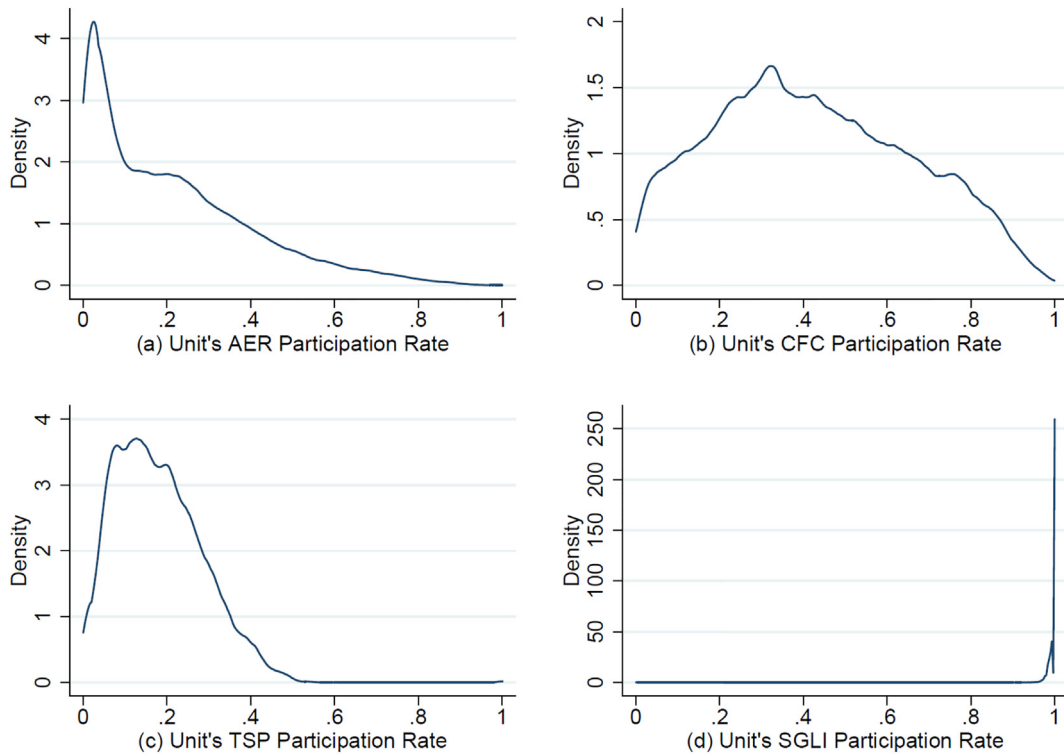 4
3
2
1
0
Density
0 .2 .4 .6 .8 1
(a) Unit's AER Participation Rate
2
1.5
1
.5
0
Density
0 .2 .4 .6 .8 1
(b) Unit's CFC Participation Rate
4
3
2
1
0
Density
0 .2 .4 .6 .8 1
(c) Unit's TSP Participation Rate
250
200
150
100
50
0
Density
0 .2 .4 .6 .8 1
(d) Unit's SGLI Participation Rate